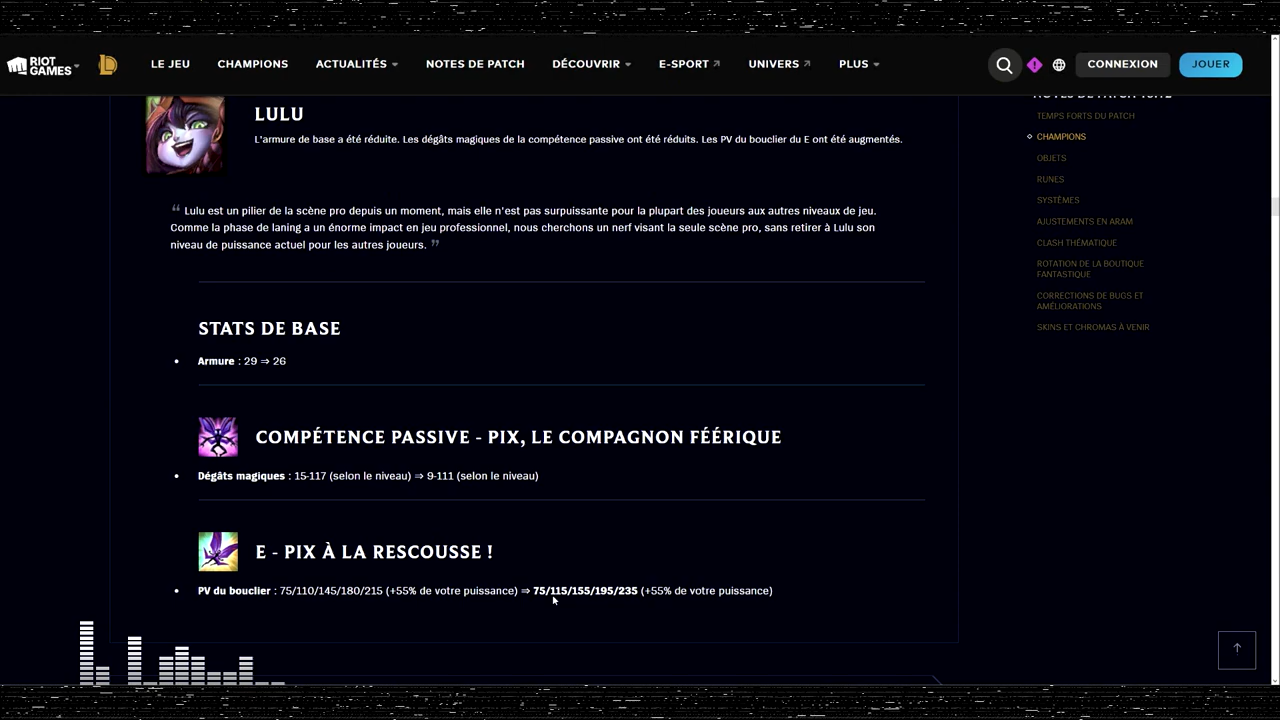 RIOT GAMES
LE JEU CHAMPIONS ACTUALITÉS NOTES DE PATCH DÉCOUVRIR E-SPORT UNIVERS PLUS CONNEXION JOUER
LULU
L'armure de base a été réduite. Les dégâts magiques de la compétence passive ont été réduits. Les PV du bouclier du E ont été augmentés.
“ Lulu est un pilier de la scène pro depuis un moment, mais elle n'est pas surpuissante pour la plupart des joueurs aux autres niveaux de jeu.
Comme la phase de laning a un énorme impact en jeu professionnel, nous cherchons un nerf visant la seule scène pro, sans retirer à Lulu son
niveau de puissance actuel pour les autres joueurs. ”
STATS DE BASE
• Armure : 29 ⇒ 26
COMPÉTENCE PASSIVE - PIX, LE COMPAGNON FÉÉRIQUE
• Dégâts magiques : 15-117 (selon le niveau) ⇒ 9-111 (selon le niveau)
E - PIX À LA RESCOUSSE !
• PV du bouclier : 75/110/145/180/215 (+55% de votre puissance) ⇒ 75/115/155/195/235 (+55% de votre puissance)
NOTES DE PATCH
TEMPS FORTS DU PATCH
CHAMPIONS
OBJETS
RUNES
SYSTÈMES
AJUSTEMENTS EN ARAM
CLASH THÉMATIQUE
ROTATION DE LA BOUTIQUE
FANTASTIQUE
CORRECTIONS DE BUGS ET
AMÉLIORATIONS
SKINS ET CHROMAS À VENIR